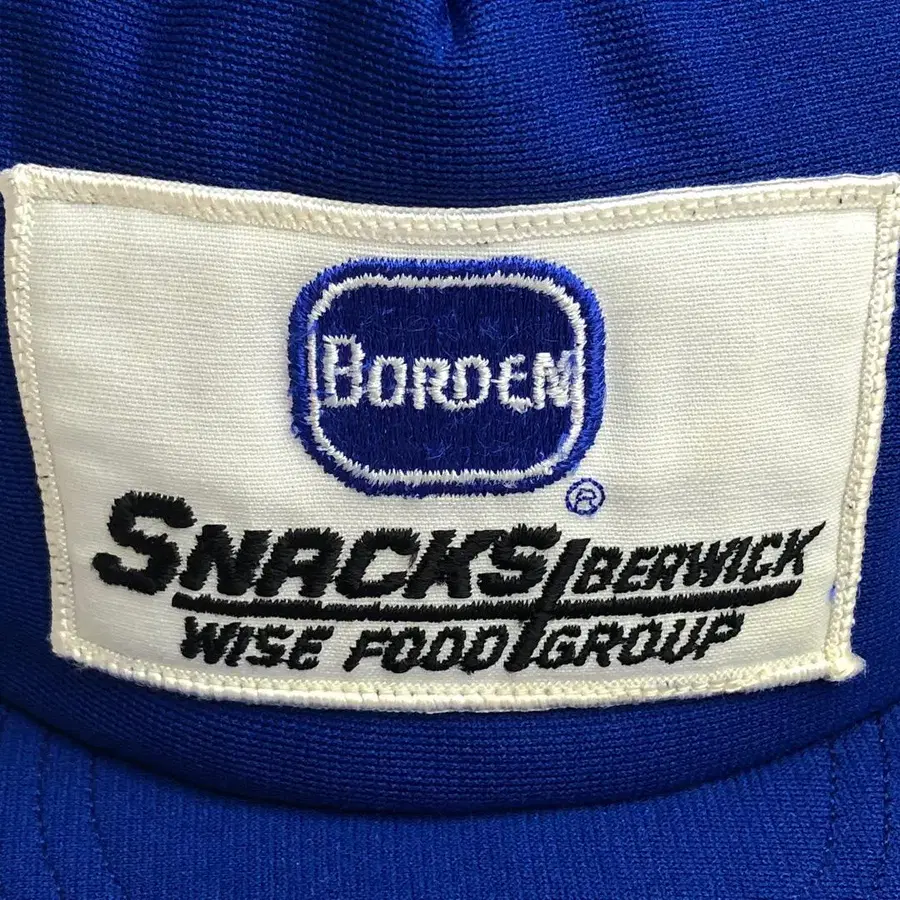 BORDEN
®
SNACKS/BERWICK
WISE FOOD/GROUP